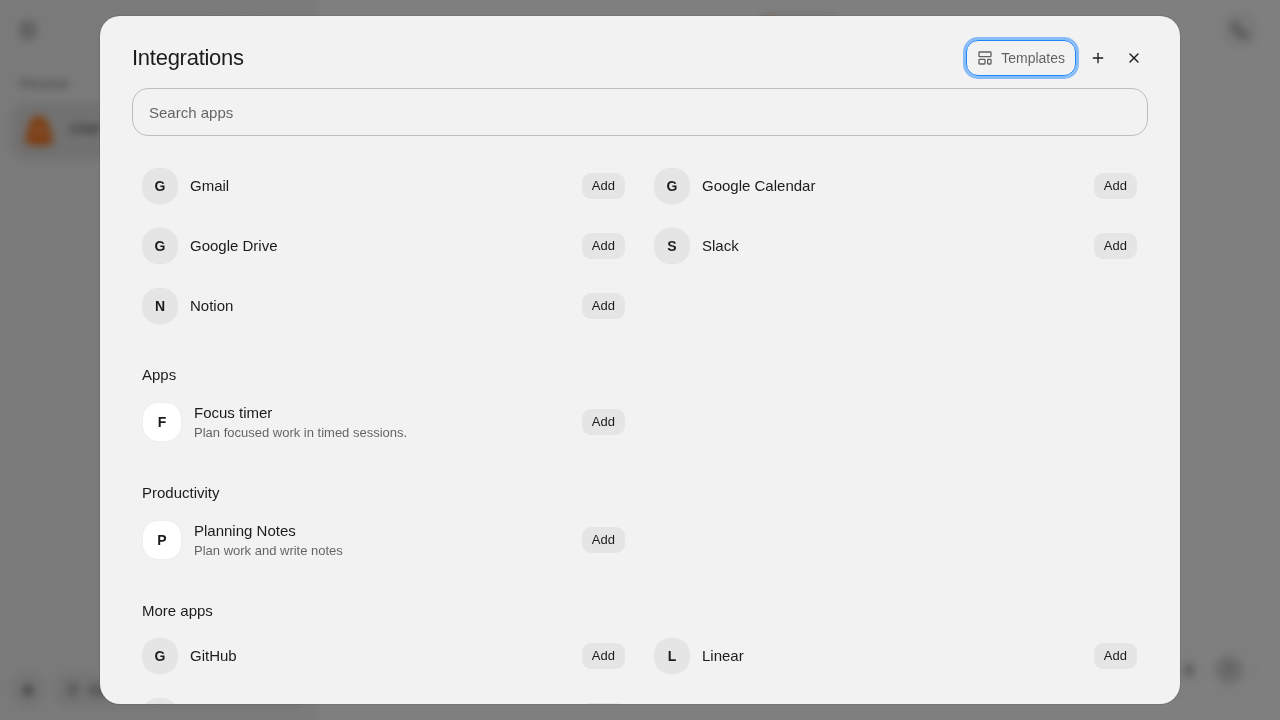 Integrations
Templates
Search apps
G Gmail Add
G Google Calendar Add
G Google Drive Add
S Slack Add
N Notion Add
Apps
F Focus timer Add
Plan focused work in timed sessions.
Productivity
P Planning Notes Add
Plan work and write notes
More apps
G GitHub Add
L Linear Add